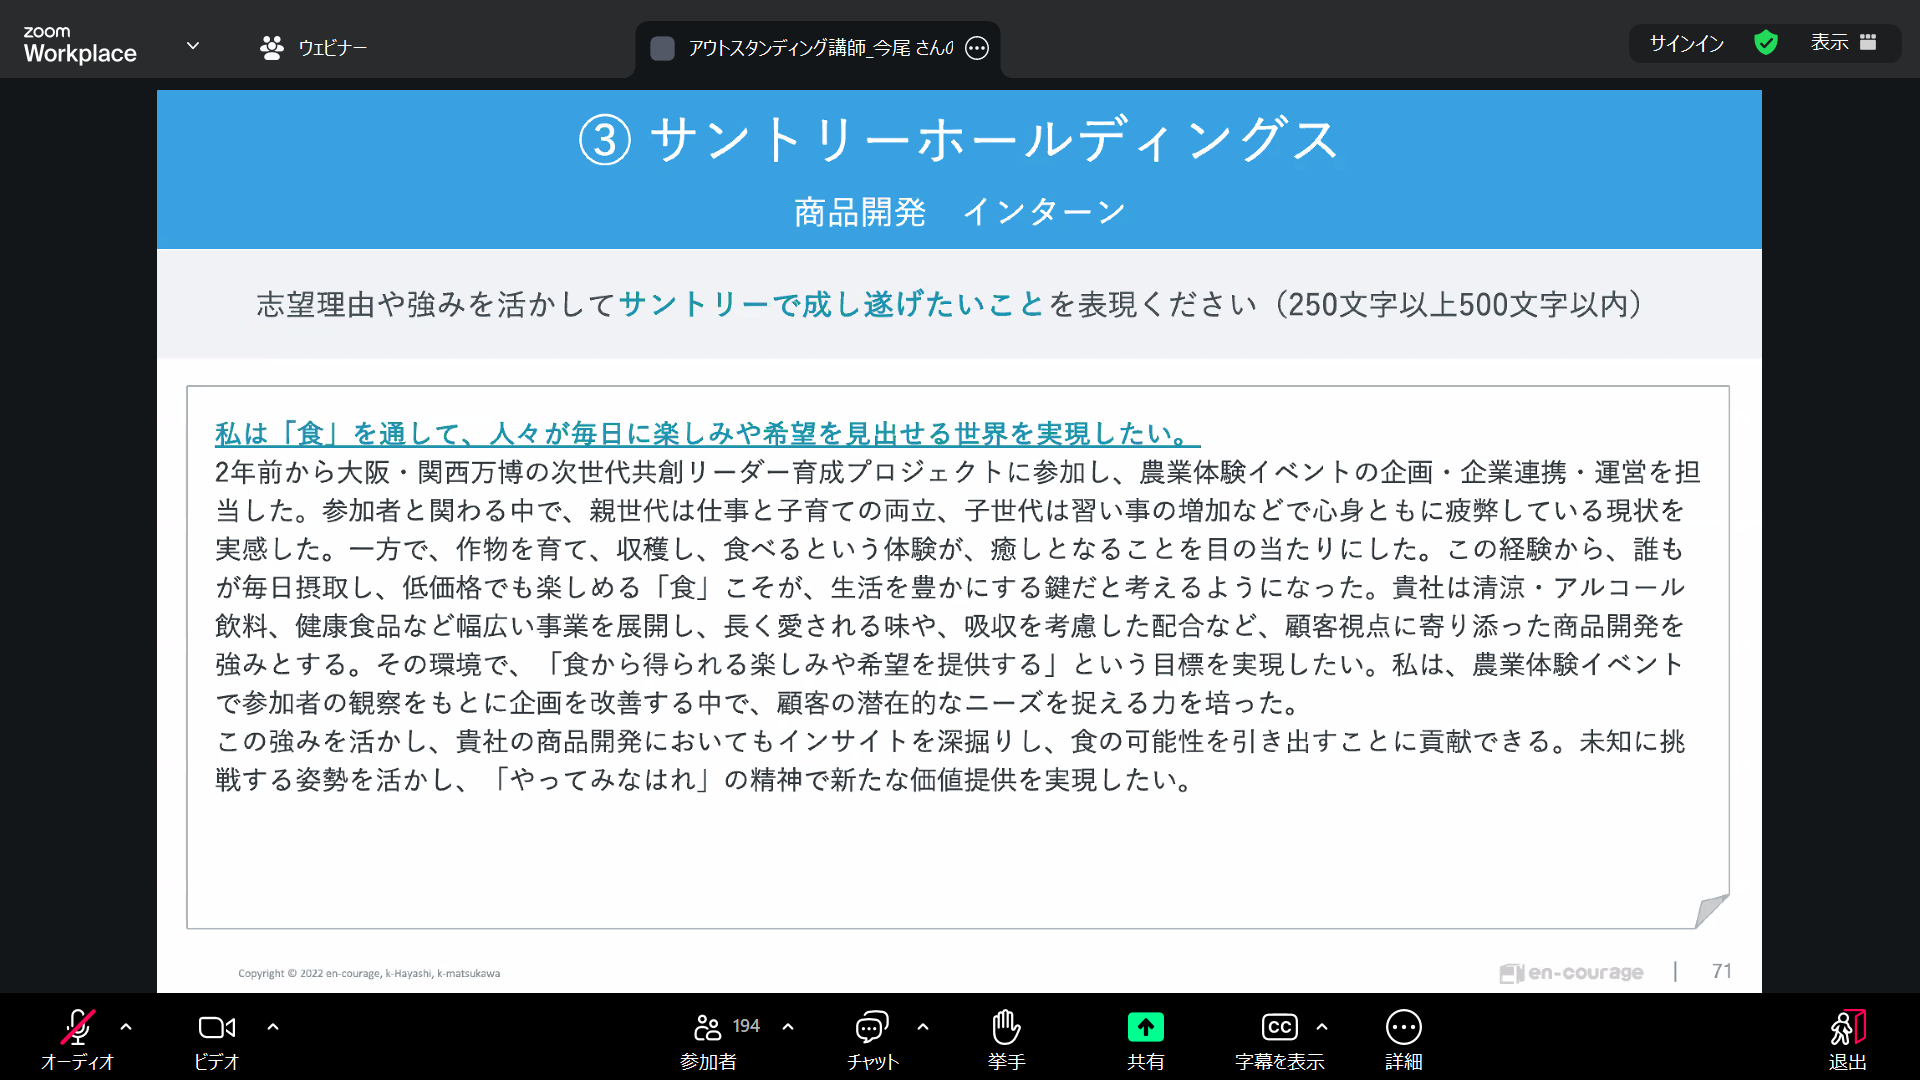 zoom
Workplace
ウェビナー
アウトスタンディング講師_今尾 さんの
サインイン
表示
③ サントリーホールディングス
商品開発　インターン
志望理由や強みを活かしてサントリーで成し遂げたいことを表現ください（250文字以上500文字以内）
私は「食」を通して、人々が毎日に楽しみや希望を見出せる世界を実現したい。
2年前から大阪・関西万博の次世代共創リーダー育成プロジェクトに参加し、農業体験イベントの企画・企業連携・運営を担
当した。参加者と関わる中で、親世代は仕事と子育ての両立、子世代は習い事の増加などで心身ともに疲弊している現状を
実感した。一方で、作物を育て、収穫し、食べるという体験が、癒しとなることを目の当たりにした。この経験から、誰も
が毎日摂取し、低価格でも楽しめる「食」こそが、生活を豊かにする鍵だと考えるようになった。貴社は清涼・アルコール
飲料、健康食品など幅広い事業を展開し、長く愛される味や、吸収を考慮した配合など、顧客視点に寄り添った商品開発を
強みとする。その環境で、「食から得られる楽しみや希望を提供する」という目標を実現したい。私は、農業体験イベント
で参加者の観察をもとに企画を改善する中で、顧客の潜在的なニーズを捉える力を培った。
この強みを活かし、貴社の商品開発においてもインサイトを深掘りし、食の可能性を引き出すことに貢献できる。未知に挑
戦する姿勢を活かし、「やってみなはれ」の精神で新たな価値提供を実現したい。
Copyright © 2022 en-courage, k-Hayashi, k-matsukawa
en-courage | 71
オーディオ
ビデオ
194
参加者
チャット
挙手
共有
CC
字幕を表示
詳細
退出